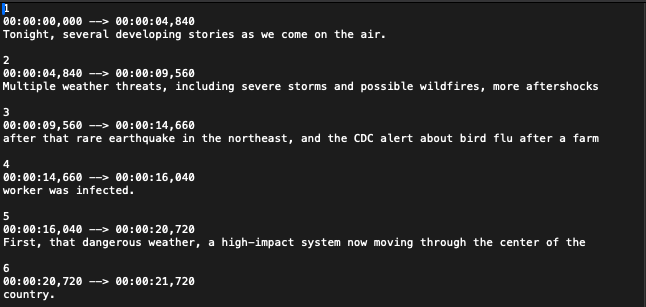 1
00:00:00,000 --> 00:00:04,840
Tonight, several developing stories as we come on the air.
2
00:00:04,840 --> 00:00:09,560
Multiple weather threats, including severe storms and possible wildfires, more aftershocks
3
00:00:09,560 --> 00:00:14,660
after that rare earthquake in the northeast, and the CDC alert about bird flu after a farm
4
00:00:14,660 --> 00:00:16,040
worker was infected.
5
00:00:16,040 --> 00:00:20,720
First, that dangerous weather, a high-impact system now moving through the center of the
6
00:00:20,720 --> 00:00:21,720
country.